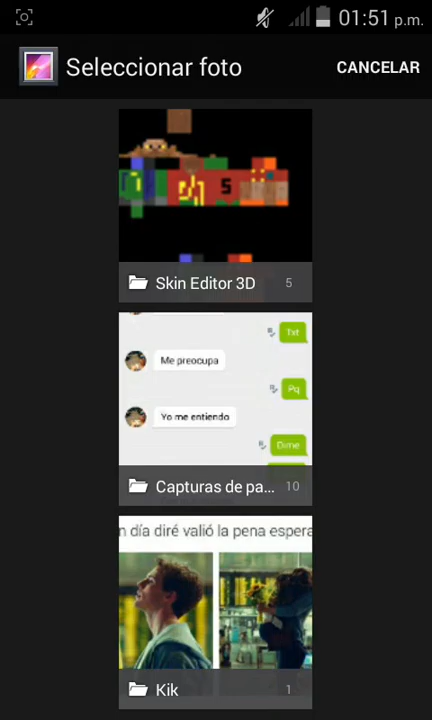 01:51 p.m.
Seleccionar foto
CANCELAR
S
Skin Editor 3D 5
Txt
Me preocupa
Pq
Yo me entiendo
Dime
Capturas de pa... 10
n día diré valió la pena espera
Kik 1